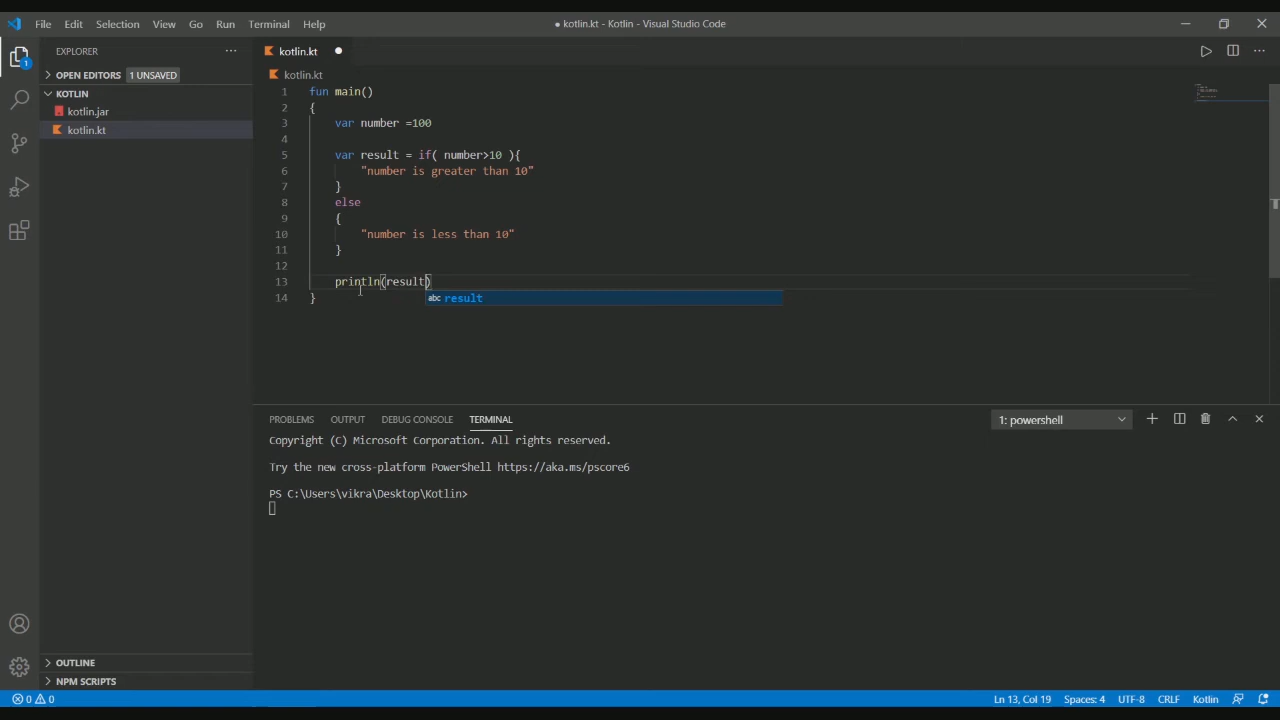 File Edit Selection View Go Run Terminal Help
● kotlin.kt - Kotlin - Visual Studio Code
EXPLORER
kotlin.kt
OPEN EDITORS 1 UNSAVED
kotlin.kt
KOTLIN
kotlin.jar
kotlin.kt
1 fun main()
2 {
3 var number =100
4
5 var result = if( number>10 ){
6 "number is greater than 10"
7 }
8 else
9 {
10 "number is less than 10"
11 }
12
13 println(result)
abc result
14 }
PROBLEMS OUTPUT DEBUG CONSOLE TERMINAL
1: powershell
Copyright (C) Microsoft Corporation. All rights reserved.
Try the new cross-platform PowerShell https://aka.ms/pscore6
PS C:\Users\vikra\Desktop\Kotlin>
OUTLINE
NPM SCRIPTS
0 0
Ln 13, Col 19 Spaces: 4 UTF-8 CRLF Kotlin
1